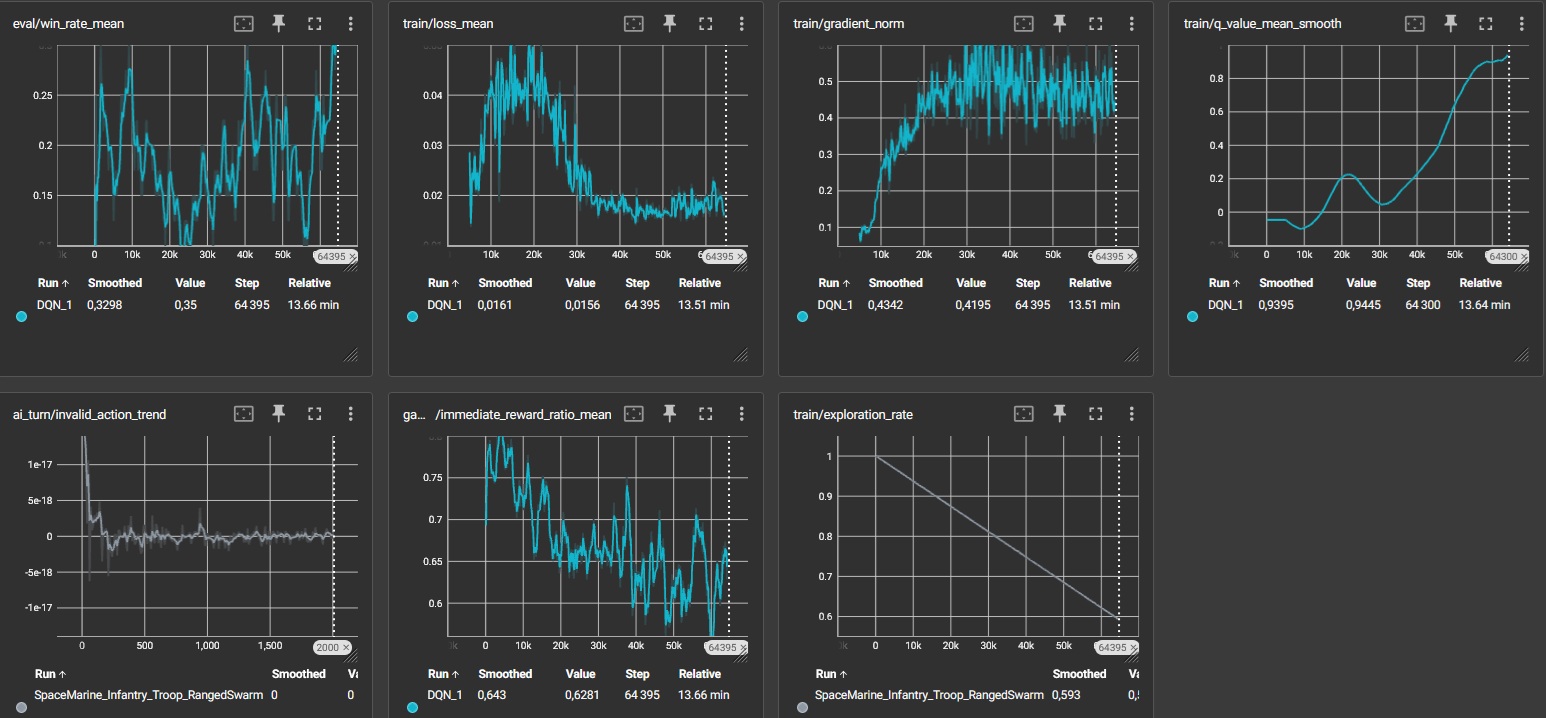 eval/win_rate_mean
0.25
0.2
0.15
0 10k 20k 30k 40k 50k 64395
Run ↑ Smoothed Value Step Relative
DQN_1 0,3298 0,35 64 395 13.66 min
train/loss_mean
0.04
0.03
0.02
10k 20k 30k 40k 50k 64395
Run ↑ Smoothed Value Step Relative
DQN_1 0,0161 0,0156 64 395 13.51 min
train/gradient_norm
0.5
0.4
0.3
0.2
0.1
10k 20k 30k 40k 50k 64395
Run ↑ Smoothed Value Step Relative
DQN_1 0,4342 0,4195 64 395 13.51 min
train/q_value_mean_smooth
0.8
0.6
0.4
0.2
0
0 10k 20k 30k 40k 50k 64300
Run ↑ Smoothed Value Step Relative
DQN_1 0,9395 0,9445 64 300 13.64 min
ai_turn/invalid_action_trend
1e-17
5e-18
0
-5e-18
-1e-17
0 500 1,000 1,500 2000
Run ↑ Smoothed Va
SpaceMarine_Infantry_Troop_RangedSwarm 0 0
ga... /immediate_reward_ratio_mean
0.75
0.7
0.65
0.6
0 10k 20k 30k 40k 50k 64395
Run ↑ Smoothed Value Step Relative
DQN_1 0,643 0,6281 64 395 13.66 min
train/exploration_rate
1
0.9
0.8
0.7
0.6
0 10k 20k 30k 40k 50k 64395
Run ↑ Smoothed
SpaceMarine_Infantry_Troop_RangedSwarm 0,593